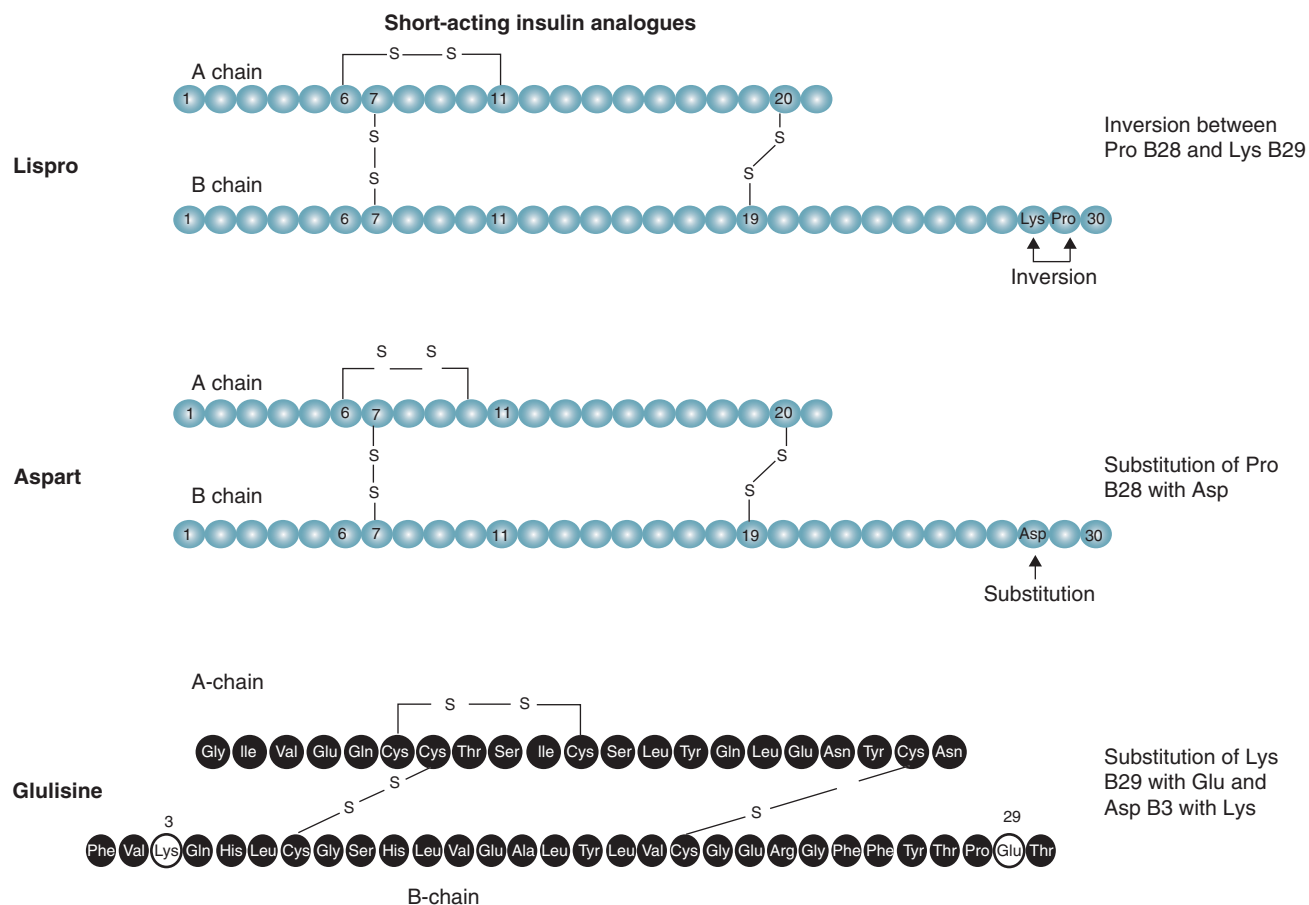 Short-acting insulin analogues
S S
A chain
1 6 7 11 20
S S
S S
Lispro
B chain
1 6 7 11 19 Lys Pro 30
Inversion
Inversion between
Pro B28 and Lys B29
S S
A chain
1 6 7 11 20
S S
S S
Aspart
B chain
1 6 7 11 19 Asp 30
Substitution
Substitution of Pro
B28 with Asp
A-chain
S S
Gly Ile Val Glu Gln Cys Cys Thr Ser Ile Cys Ser Leu Tyr Gln Leu Glu Asn Tyr Cys Asn
S
S S
Glulisine
3 29
Phe Val Lys Gln His Leu Cys Gly Ser His Leu Val Glu Ala Leu Tyr Leu Val Cys Gly Glu Arg Gly Phe Phe Tyr Thr Pro Glu Thr
B-chain
Substitution of Lys
B29 with Glu and
Asp B3 with Lys